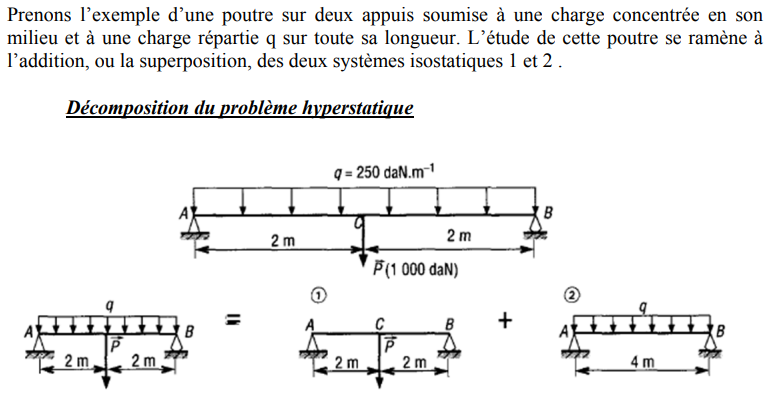 Prenons l’exemple d’une poutre sur deux appuis soumise à une charge concentrée en son
milieu et à une charge répartie q sur toute sa longueur. L’étude de cette poutre se ramène à
l’addition, ou la superposition, des deux systèmes isostatiques 1 et 2 .
Décomposition du problème hyperstatique
q = 250 daN.m⁻¹
A C B
2 m 2 m
P⃗ (1 000 daN)
① ②
q = A C B + q
A P⃗ B P⃗ A B
2 m 2 m 2 m 2 m 4 m